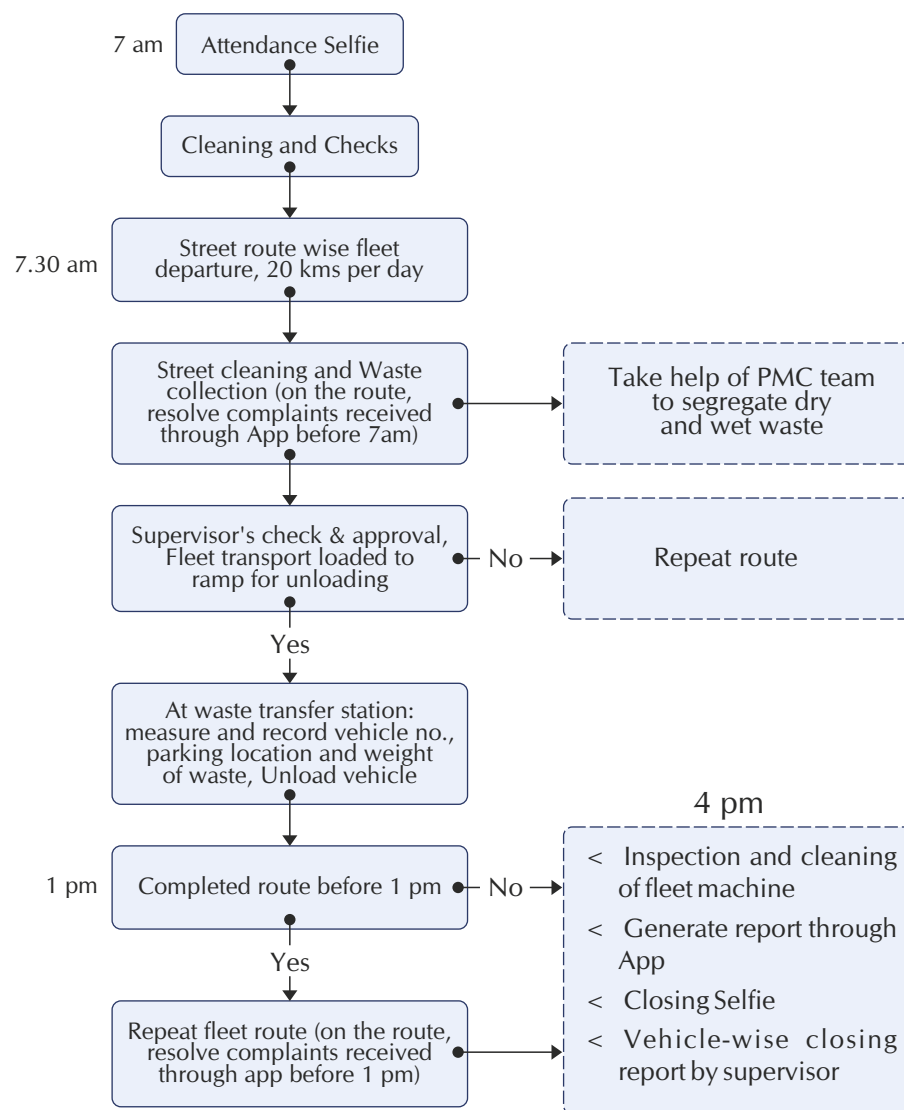 7 am
Attendance Selfie
Cleaning and Checks
7.30 am
Street route wise fleet
departure, 20 kms per day
Street cleaning and Waste
collection (on the route,
resolve complaints received
through App before 7am)
Take help of PMC team
to segregate dry
and wet waste
Supervisor's check & approval,
Fleet transport loaded to
ramp for unloading
No
Repeat route
Yes
At waste transfer station:
measure and record vehicle no.,
parking location and weight
of waste, Unload vehicle
1 pm
Completed route before 1 pm
No
4 pm
< Inspection and cleaning
of fleet machine
< Generate report through
App
< Closing Selfie
< Vehicle-wise closing
report by supervisor
Yes
Repeat fleet route (on the route,
resolve complaints received
through app before 1 pm)